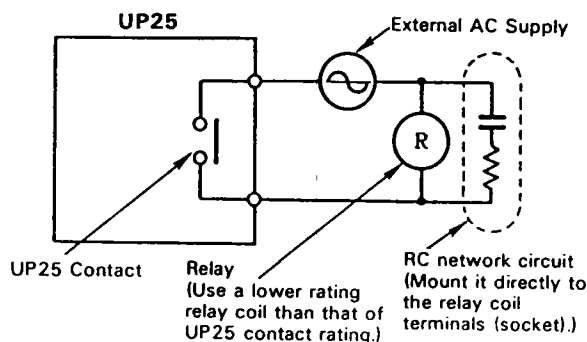 UP25
External AC Supply
R
UP25 Contact
Relay
(Use a lower rating
relay coil than that of
UP25 contact rating.)
RC network circuit
(Mount it directly to
the relay coil
terminals (socket).)